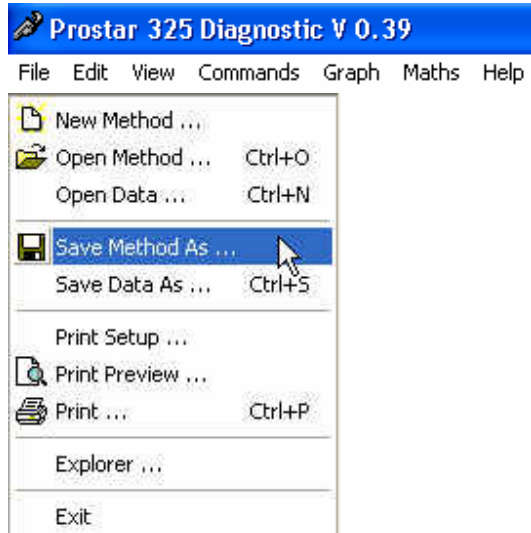 Prostar 325 Diagnostic V 0.39
File Edit View Commands Graph Maths Help
New Method ...
Open Method ... Ctrl+O
Open Data ... Ctrl+N
Save Method As ...
Save Data As ... Ctrl+S
Print Setup ...
Print Preview ...
Print ... Ctrl+P
Explorer ...
Exit